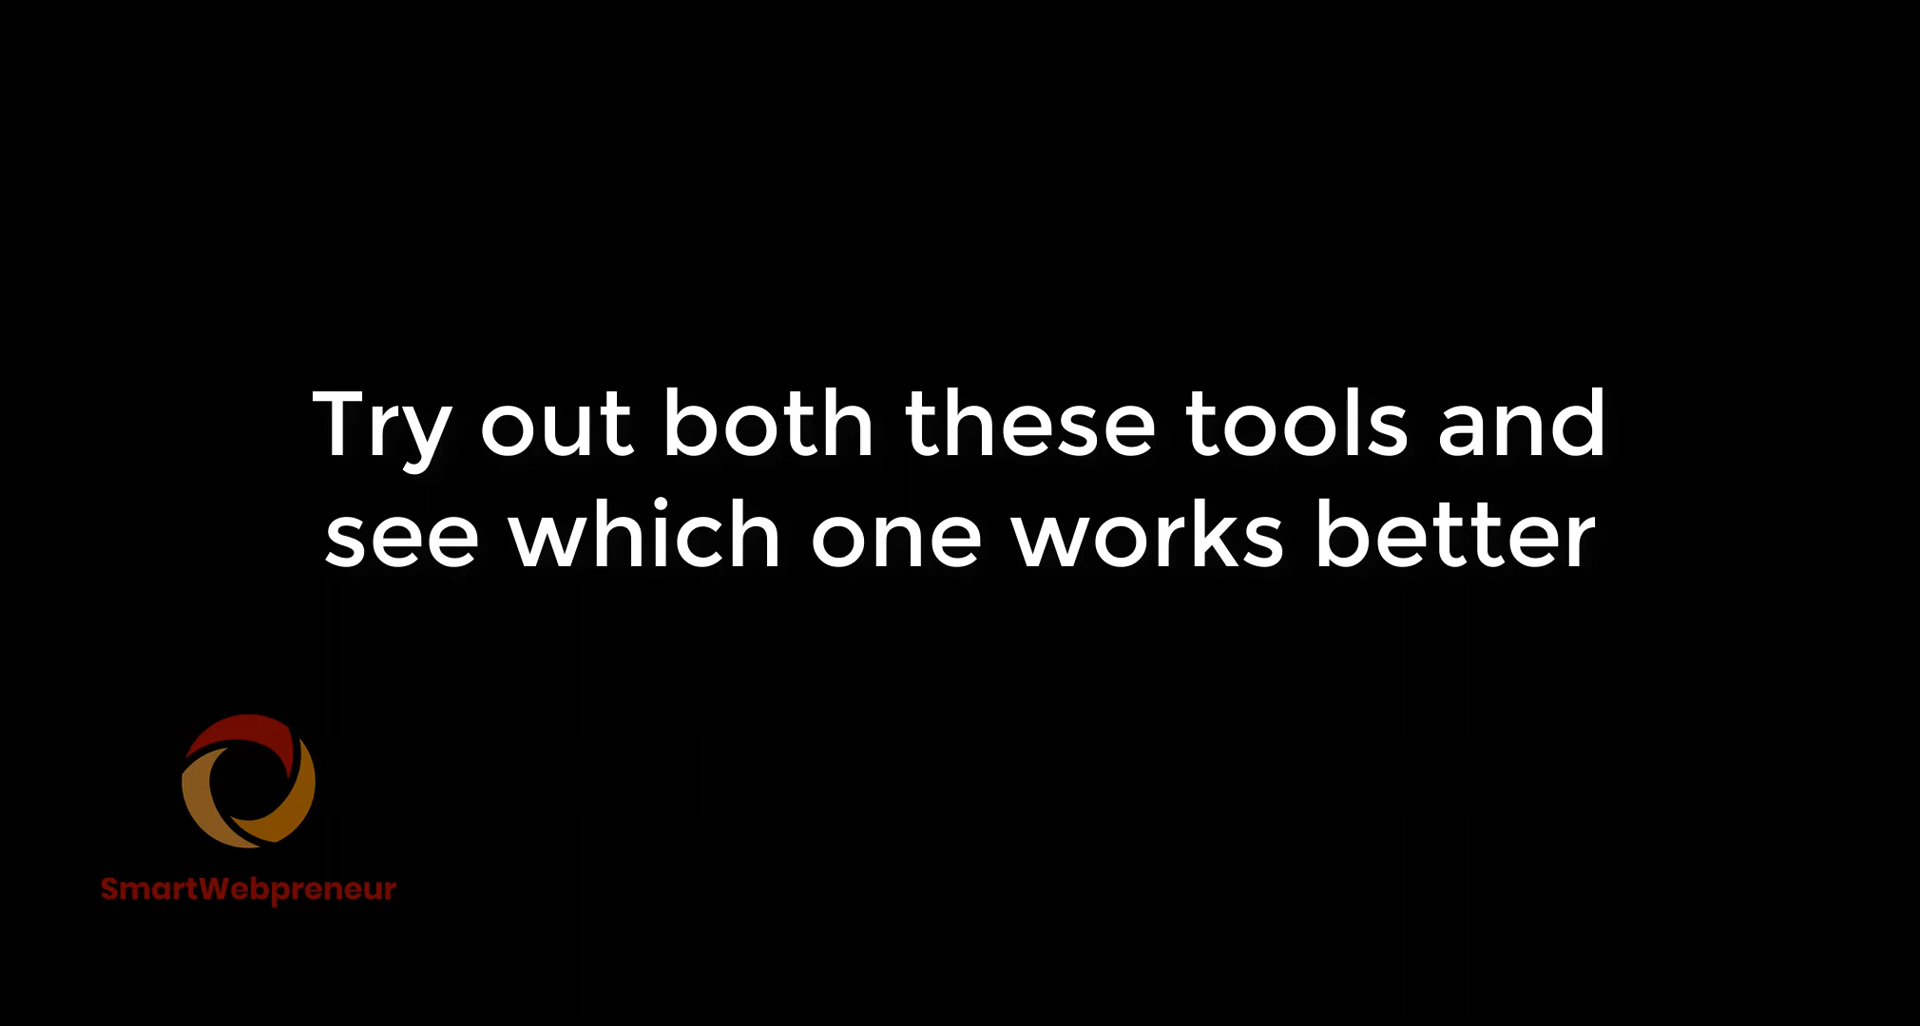 Try out both these tools and
see which one works better
SmartWebpreneur